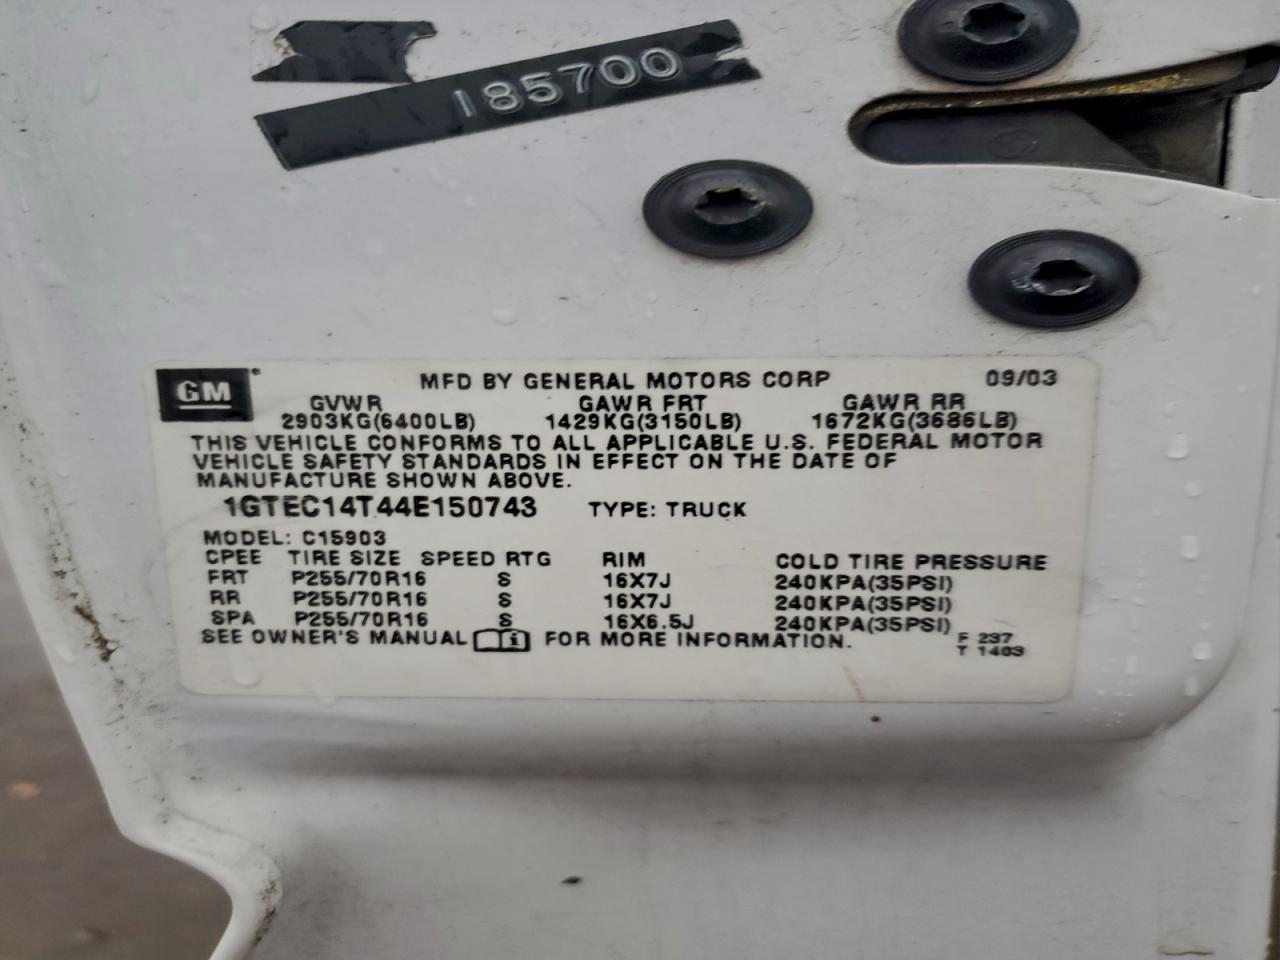 185700
GM
MFD BY GENERAL MOTORS CORP 09/03
GVWR GAWR FRT GAWR RR
2903KG(6400LB) 1429KG(3150LB) 1672KG(3686LB)
THIS VEHICLE CONFORMS TO ALL APPLICABLE U.S. FEDERAL MOTOR
VEHICLE SAFETY STANDARDS IN EFFECT ON THE DATE OF
MANUFACTURE SHOWN ABOVE.
1GTEC14T44E150743 TYPE: TRUCK
MODEL: C15903
CPEE TIRE SIZE SPEED RTG RIM COLD TIRE PRESSURE
FRT P255/70R16 S 16X7J 240KPA(35PSI)
RR P255/70R16 S 16X7J 240KPA(35PSI)
SPA P255/70R16 S 16X6.5J 240KPA(35PSI)
SEE OWNER'S MANUAL i FOR MORE INFORMATION.
F 237
T 1403